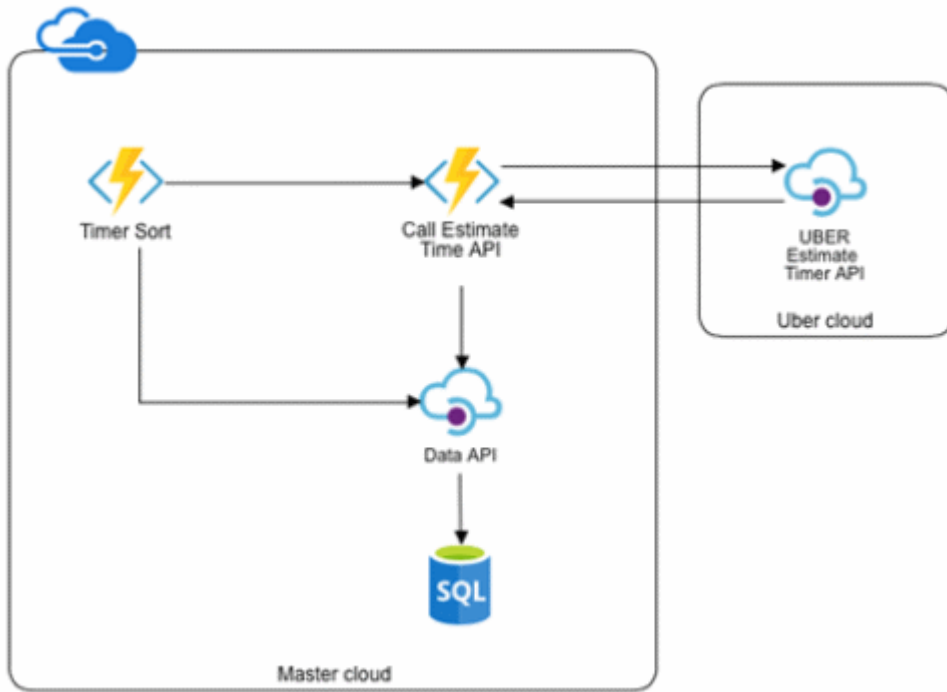 Timer Sort
Call Estimate
Time API
UBER
Estimate
Timer API
Uber cloud
Data API
SQL
Master cloud